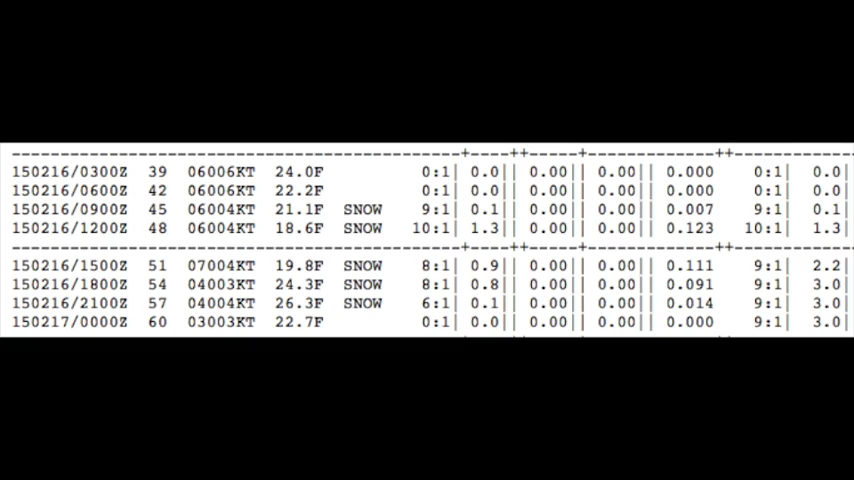 150216/0300Z 39 06006KT 24.0F 0:1| 0.0|| 0.00|| 0.00|| 0.000 0:1| 0.0|
150216/0600Z 42 06006KT 22.2F 0:1| 0.0|| 0.00|| 0.00|| 0.000 0:1| 0.0|
150216/0900Z 45 06004KT 21.1F SNOW 9:1| 0.1|| 0.00|| 0.00|| 0.007 9:1| 0.1|
150216/1200Z 48 06004KT 18.6F SNOW 10:1| 1.3|| 0.00|| 0.00|| 0.123 10:1| 1.3|
150216/1500Z 51 07004KT 19.8F SNOW 8:1| 0.9|| 0.00|| 0.00|| 0.111 9:1| 2.2|
150216/1800Z 54 04003KT 24.3F SNOW 8:1| 0.8|| 0.00|| 0.00|| 0.091 9:1| 3.0|
150216/2100Z 57 04004KT 26.3F SNOW 6:1| 0.1|| 0.00|| 0.00|| 0.014 9:1| 3.0|
150217/0000Z 60 03003KT 22.7F 0:1| 0.0|| 0.00|| 0.00|| 0.000 9:1| 3.0|